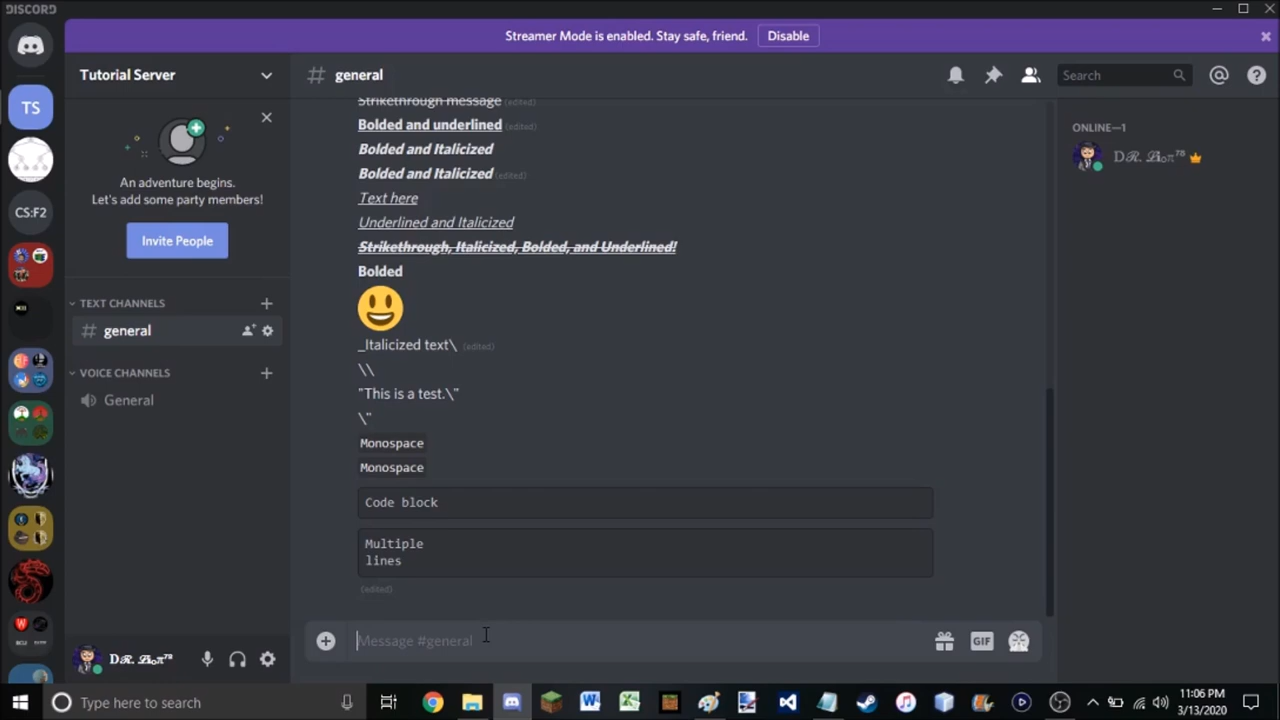 DISCORD
Streamer Mode is enabled. Stay safe, friend.
Disable
TS
CS:F2
Tutorial Server
An adventure begins.
Let's add some party members!
Invite People
TEXT CHANNELS
# general
VOICE CHANNELS
General
# general
Search
Strikethrough message (edited)
Bolded and underlined (edited)
Bolded and Italicized
Bolded and Italicized (edited)
Text here
Underlined and Italicized
Strikethrough, Italicized, Bolded, and Underlined!
Bolded
_Italicized text\ (edited)
\\
"This is a test.\"
\"
Monospace
Monospace
Code block
Multiple
lines
(edited)
Message #general
GIF
ONLINE—1
Type here to search
11:06 PM
3/13/2020